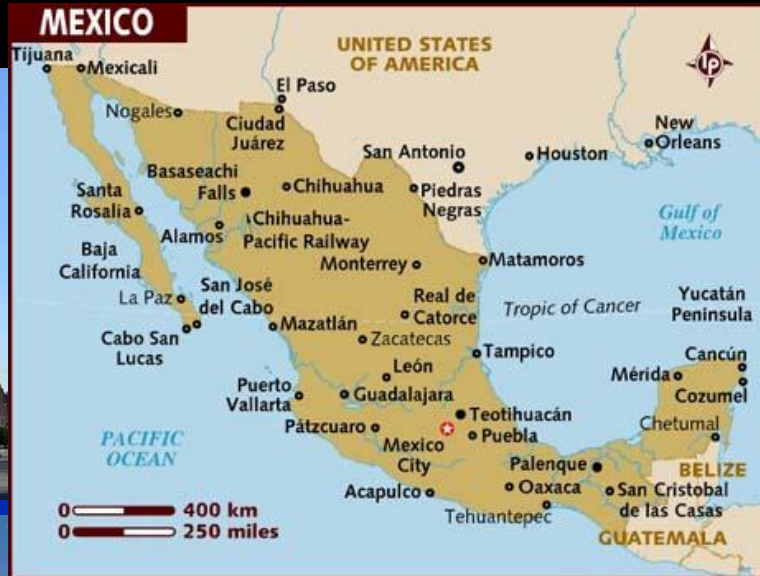 MEXICO
Tijuana
Mexicali
UNITED STATES
OF AMERICA
LP
El Paso
Nogales
Ciudad
Juárez
New
Orleans
San Antonio
Houston
Basaseachi
Falls
Chihuahua
Piedras
Negras
Santa
Rosalia
Gulf of
Mexico
Alamos
Chihuahua-
Pacific Railway
Baja
California
Monterrey
Matamoros
San José
del Cabo
La Paz
Real de
Catorce
Tropic of Cancer
Yucatán
Peninsula
Cabo San
Lucas
Mazatlán
Zacatecas
Tampico
Cancún
León
Mérida
Cozumel
Puerto
Vallarta
Guadalajara
Teotihuacán
Chetumal
Pátzcuaro
Puebla
PACIFIC
OCEAN
Mexico
City
Palenque
BELIZE
Acapulco
Oaxaca
San Cristobal
de las Casas
Tehuantepec
GUATEMALA
0 400 km
0 250 miles